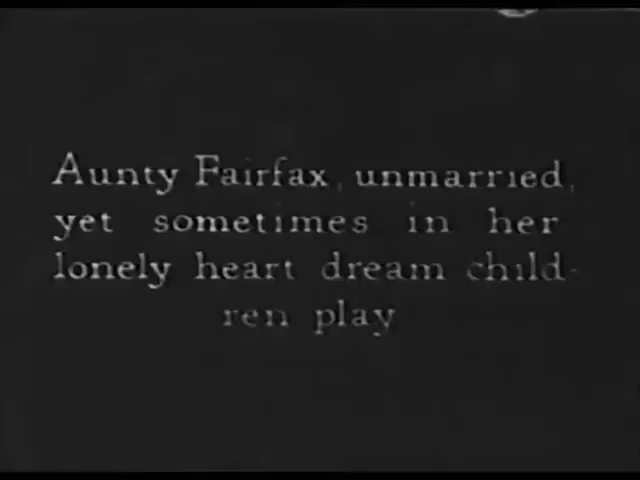 Aunty Fairfax, unmarried,
yet sometimes in her
lonely heart dream child-
ren play